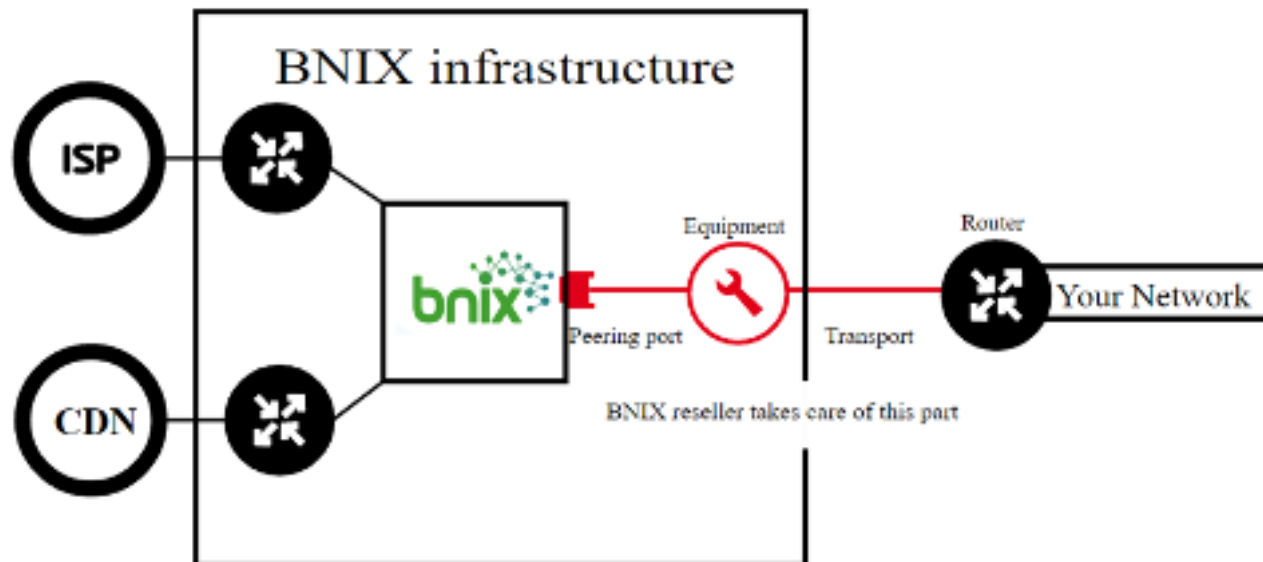 BNIX infrastructure
ISP
Equipment
Router
bnix
Your Network
Peering port
Transport
CDN
BNIX reseller takes care of this part